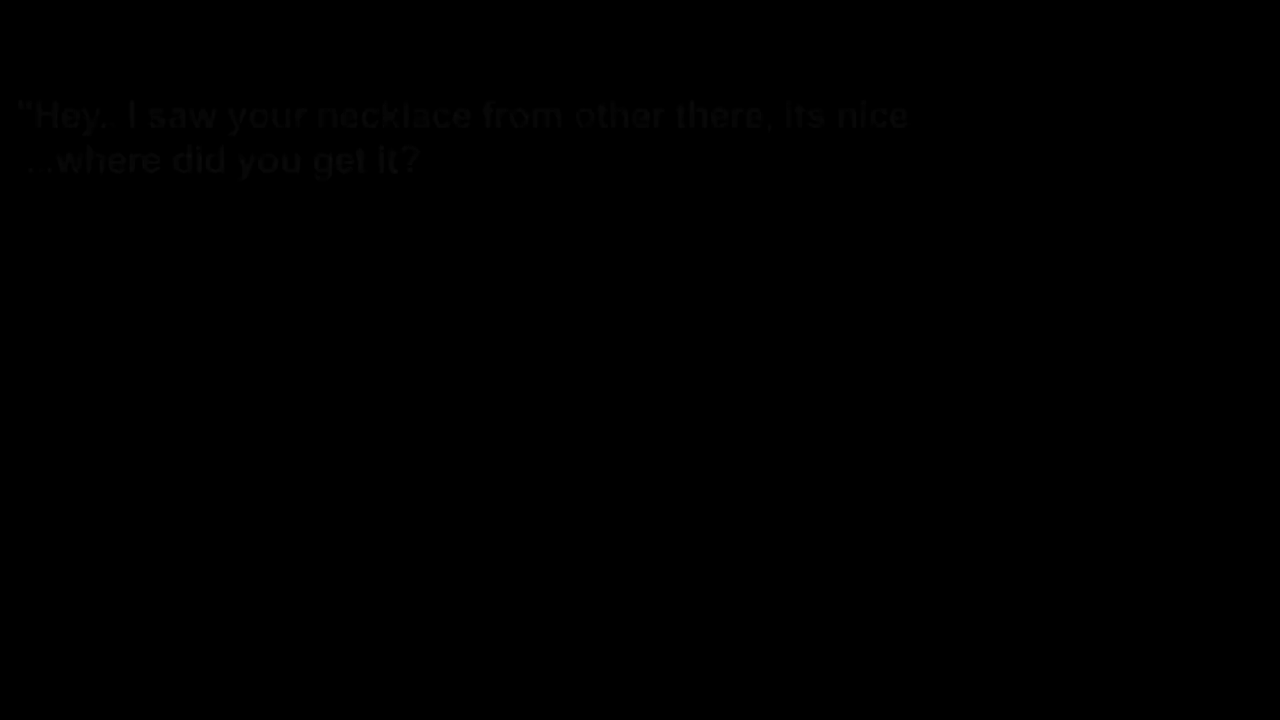 "Hey.. I saw your necklace from other there, its nice
...where did you get it?